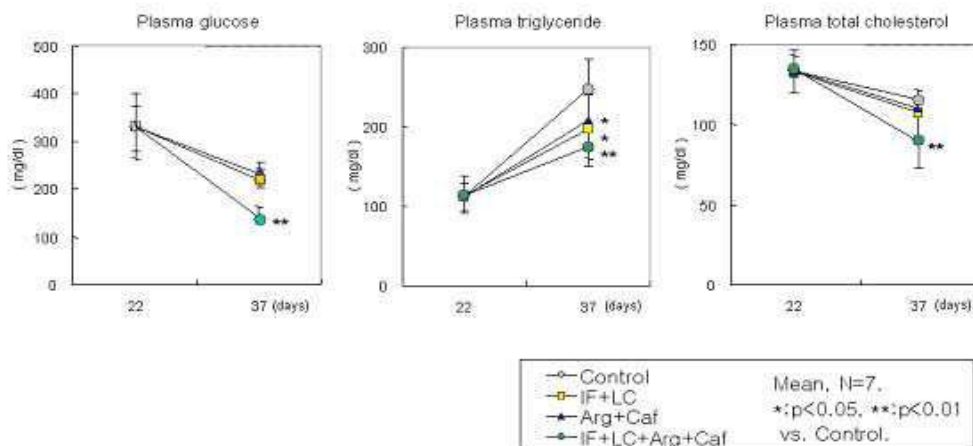 Plasma glucose
500
400
300
200
100
0
( mg/dl )
22 37 (days)
**
Plasma triglyceride
300
200
100
0
( mg/dl )
22 37 (days)
*
*
**
Plasma total cholesterol
150
100
50
0
( mg/dl )
22 37 (days)
**
Control
IF+LC
Arg+Caf
IF+LC+Arg+Caf
Mean, N=7.
*:p<0.05, **:p<0.01
vs. Control.